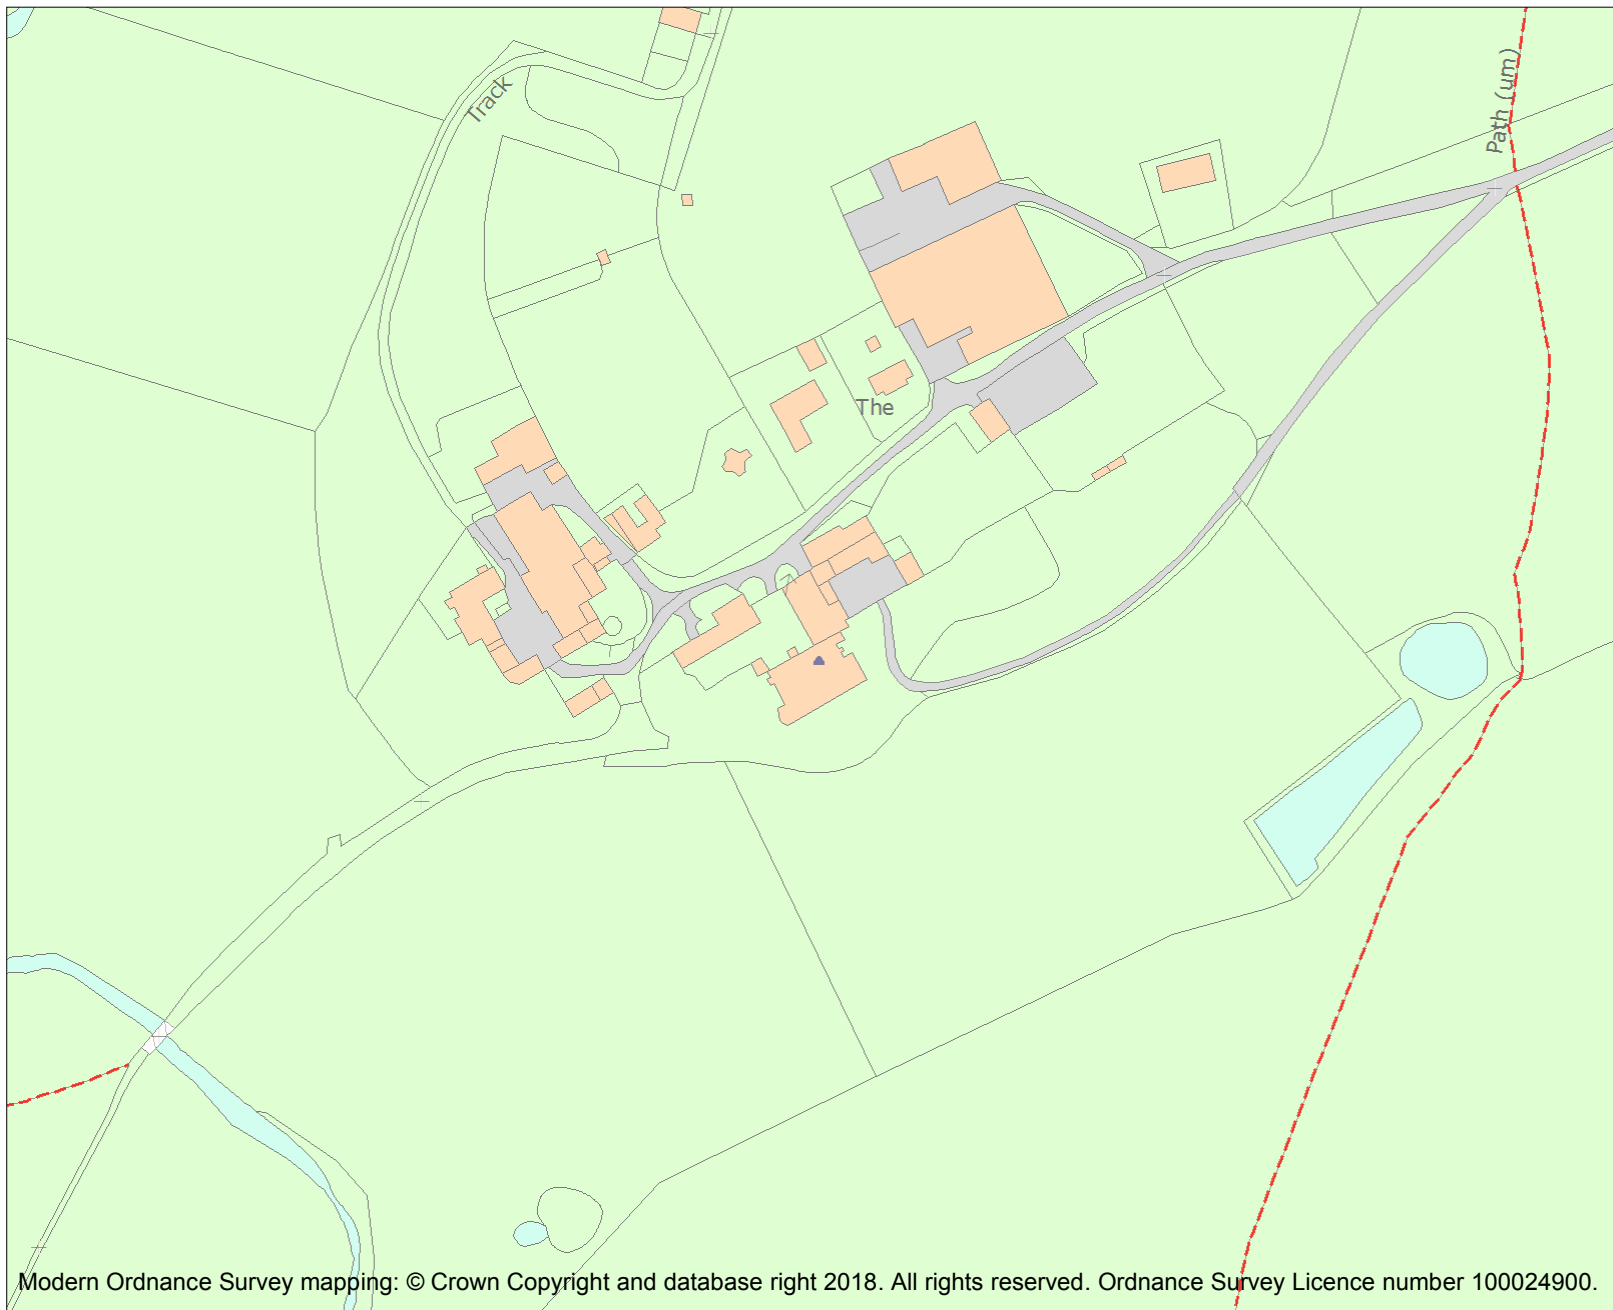 Track
Path (um)
The
Modern Ordnance Survey mapping: © Crown Copyright and database right 2018. All rights reserved. Ordnance Survey Licence number 100024900.